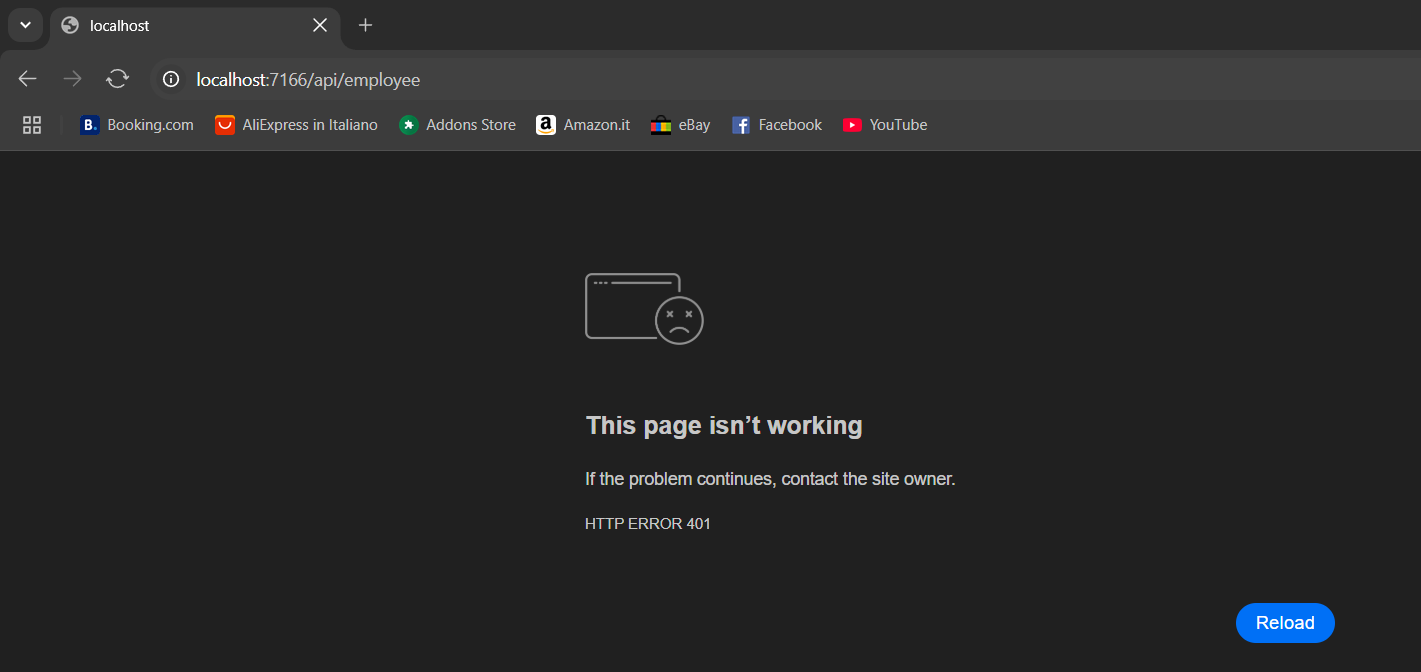 localhost
localhost:7166/api/employee
B. Booking.com AliExpress in Italiano Addons Store a Amazon.it eBay f Facebook YouTube
This page isn’t working
If the problem continues, contact the site owner.
HTTP ERROR 401
Reload